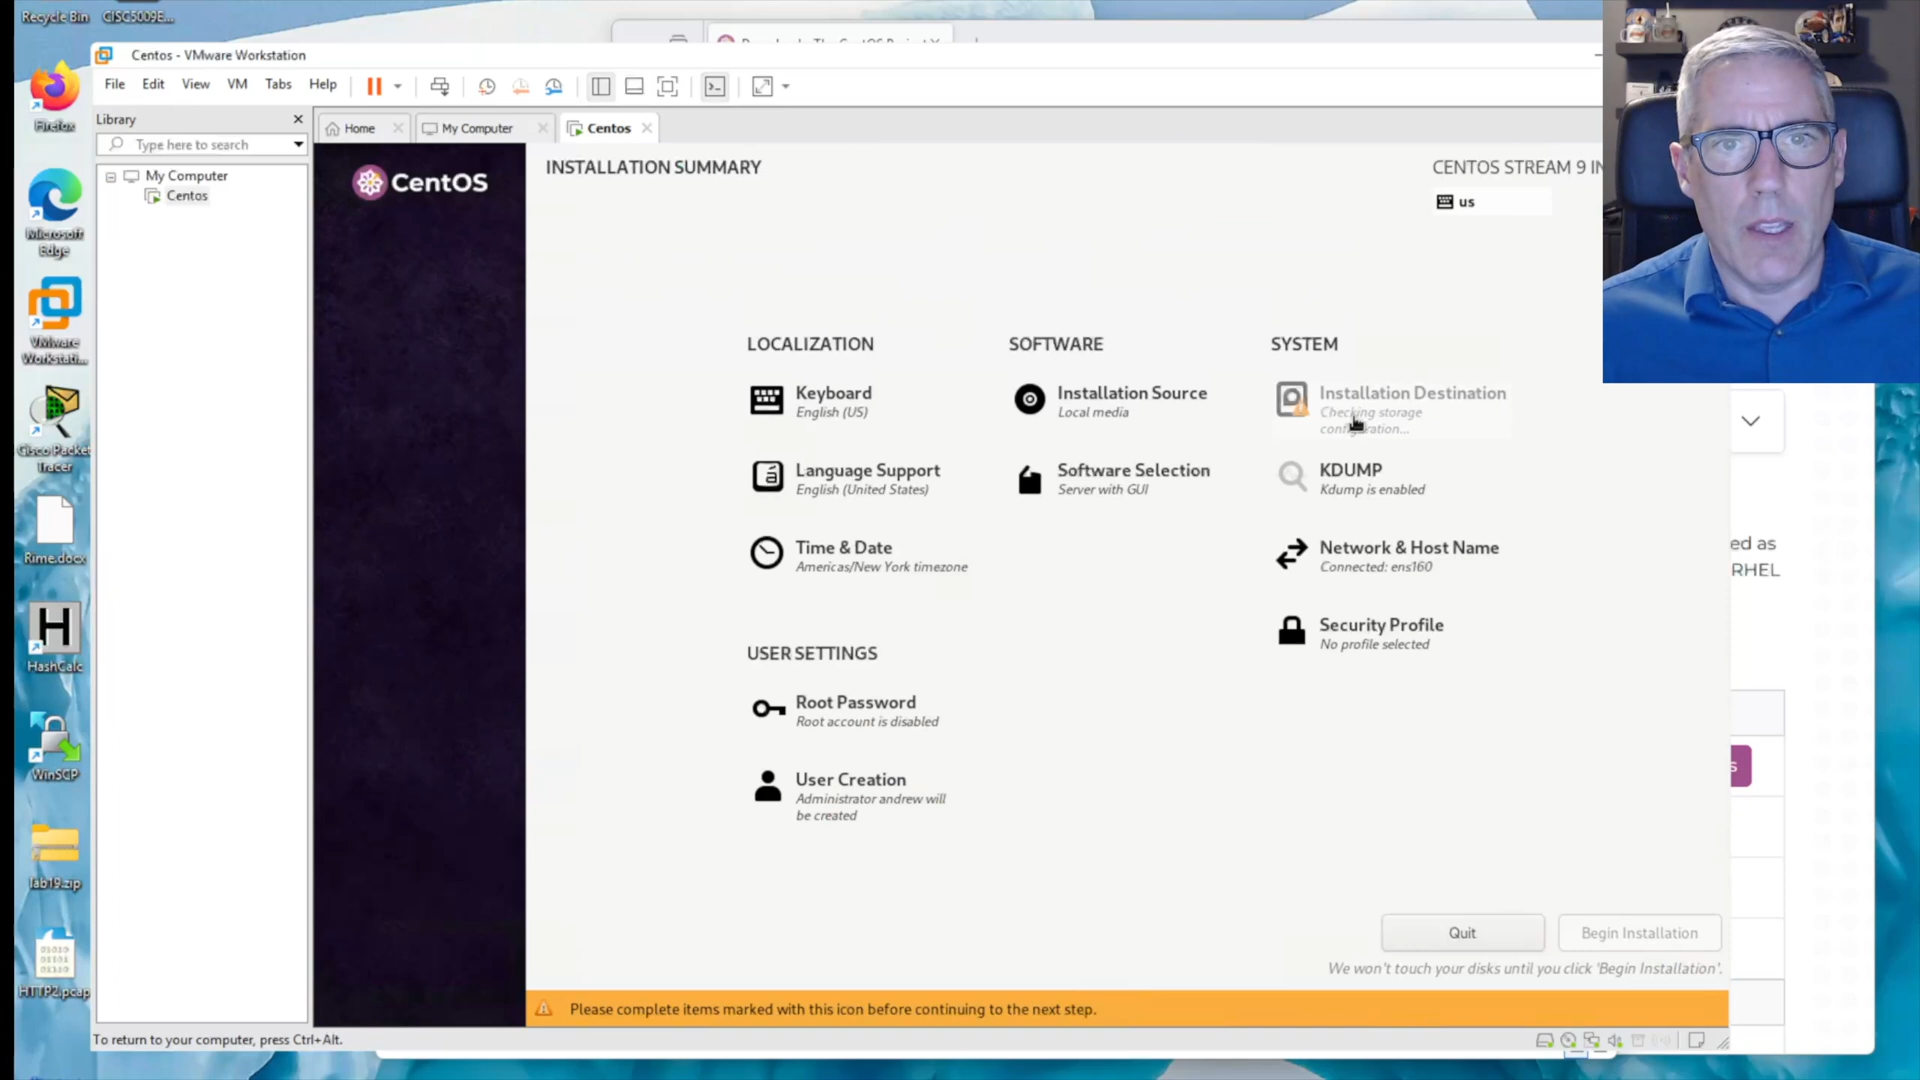 Recycle Bin
CISC5009E...
Centos - VMware Workstation
File Edit View VM Tabs Help
Library
Type here to search
My Computer
Centos
Home
My Computer
Centos
CentOS
INSTALLATION SUMMARY
CENTOS STREAM 9 IN
us
LOCALIZATION
Keyboard
English (US)
Language Support
English (United States)
Time & Date
Americas/New York timezone
SOFTWARE
Installation Source
Local media
Software Selection
Server with GUI
SYSTEM
Installation Destination
Checking storage
configuration...
KDUMP
Kdump is enabled
Network & Host Name
Connected: ens160
Security Profile
No profile selected
USER SETTINGS
Root Password
Root account is disabled
User Creation
Administrator andrew will
be created
Quit
Begin Installation
We won't touch your disks until you click 'Begin Installation'.
Please complete items marked with this icon before continuing to the next step.
To return to your computer, press Ctrl+Alt.
Firefox
Microsoft
Edge
VMware
Workstati...
Cisco Packet
Tracer
Rime.docx
H
HashCalc
WinSCP
lab19.zip
HTTP2.pcap
ed as
RHEL
s